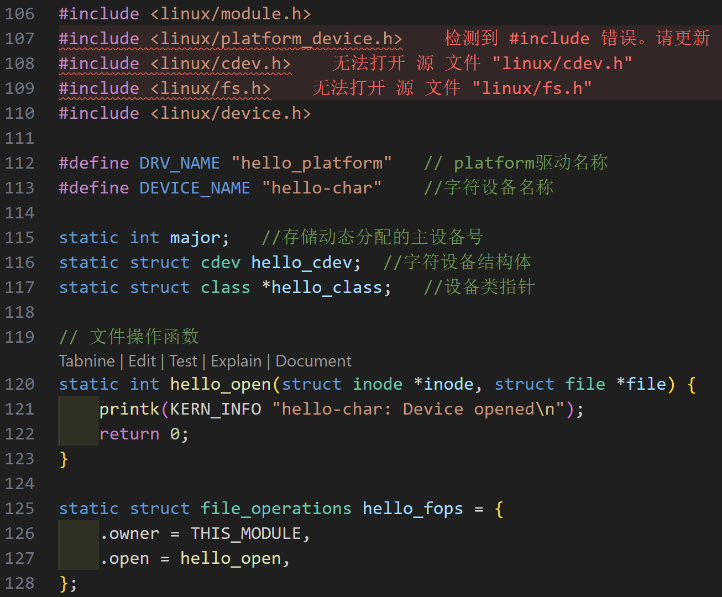 106 #include <linux/module.h>
107 #include <linux/platform_device.h> 检测到 #include 错误。请更新
108 #include <linux/cdev.h> 无法打开 源 文件 "linux/cdev.h"
109 #include <linux/fs.h> 无法打开 源 文件 "linux/fs.h"
110 #include <linux/device.h>
111
112 #define DRV_NAME "hello_platform" // platform驱动名称
113 #define DEVICE_NAME "hello-char" //字符设备名称
114
115 static int major; //存储动态分配的主设备号
116 static struct cdev hello_cdev; //字符设备结构体
117 static struct class *hello_class; //设备类指针
118
119 // 文件操作函数
Tabnine | Edit | Test | Explain | Document
120 static int hello_open(struct inode *inode, struct file *file) {
121 printk(KERN_INFO "hello-char: Device opened\n");
122 return 0;
123 }
124
125 static struct file_operations hello_fops = {
126 .owner = THIS_MODULE,
127 .open = hello_open,
128 };